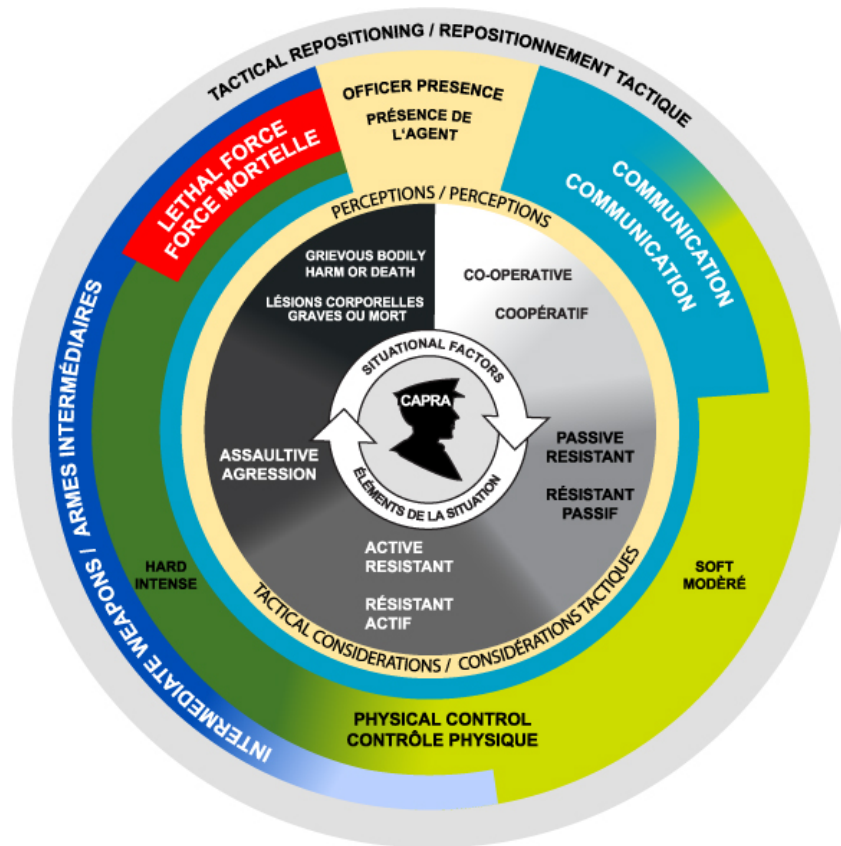 TACTICAL REPOSITIONING / REPOSITIONNEMENT TACTIQUE
OFFICER PRESENCE
PRÉSENCE DE
L'AGENT
COMMUNICATION
COMMUNICATION
LETHAL FORCE
FORCE MORTELLE
PERCEPTIONS / PERCEPTIONS
GRIEVOUS BODILY
HARM OR DEATH
LÉSIONS CORPORELLES
GRAVES OU MORT
CO-OPERATIVE
COOPÉRATIF
SITUATIONAL FACTORS
CAPRA
ÉLÉMENTS DE LA SITUATION
ASSAULTIVE
AGRESSION
PASSIVE
RESISTANT
RÉSISTANT
PASSIF
ACTIVE
RESISTANT
RÉSISTANT
ACTIF
TACTICAL CONSIDERATIONS / CONSIDÉRATIONS TACTIQUES
HARD
INTENSE
SOFT
MODÈRÉ
PHYSICAL CONTROL
CONTRÔLE PHYSIQUE
INTERMEDIATE WEAPONS / ARMES INTERMÉDIAIRES